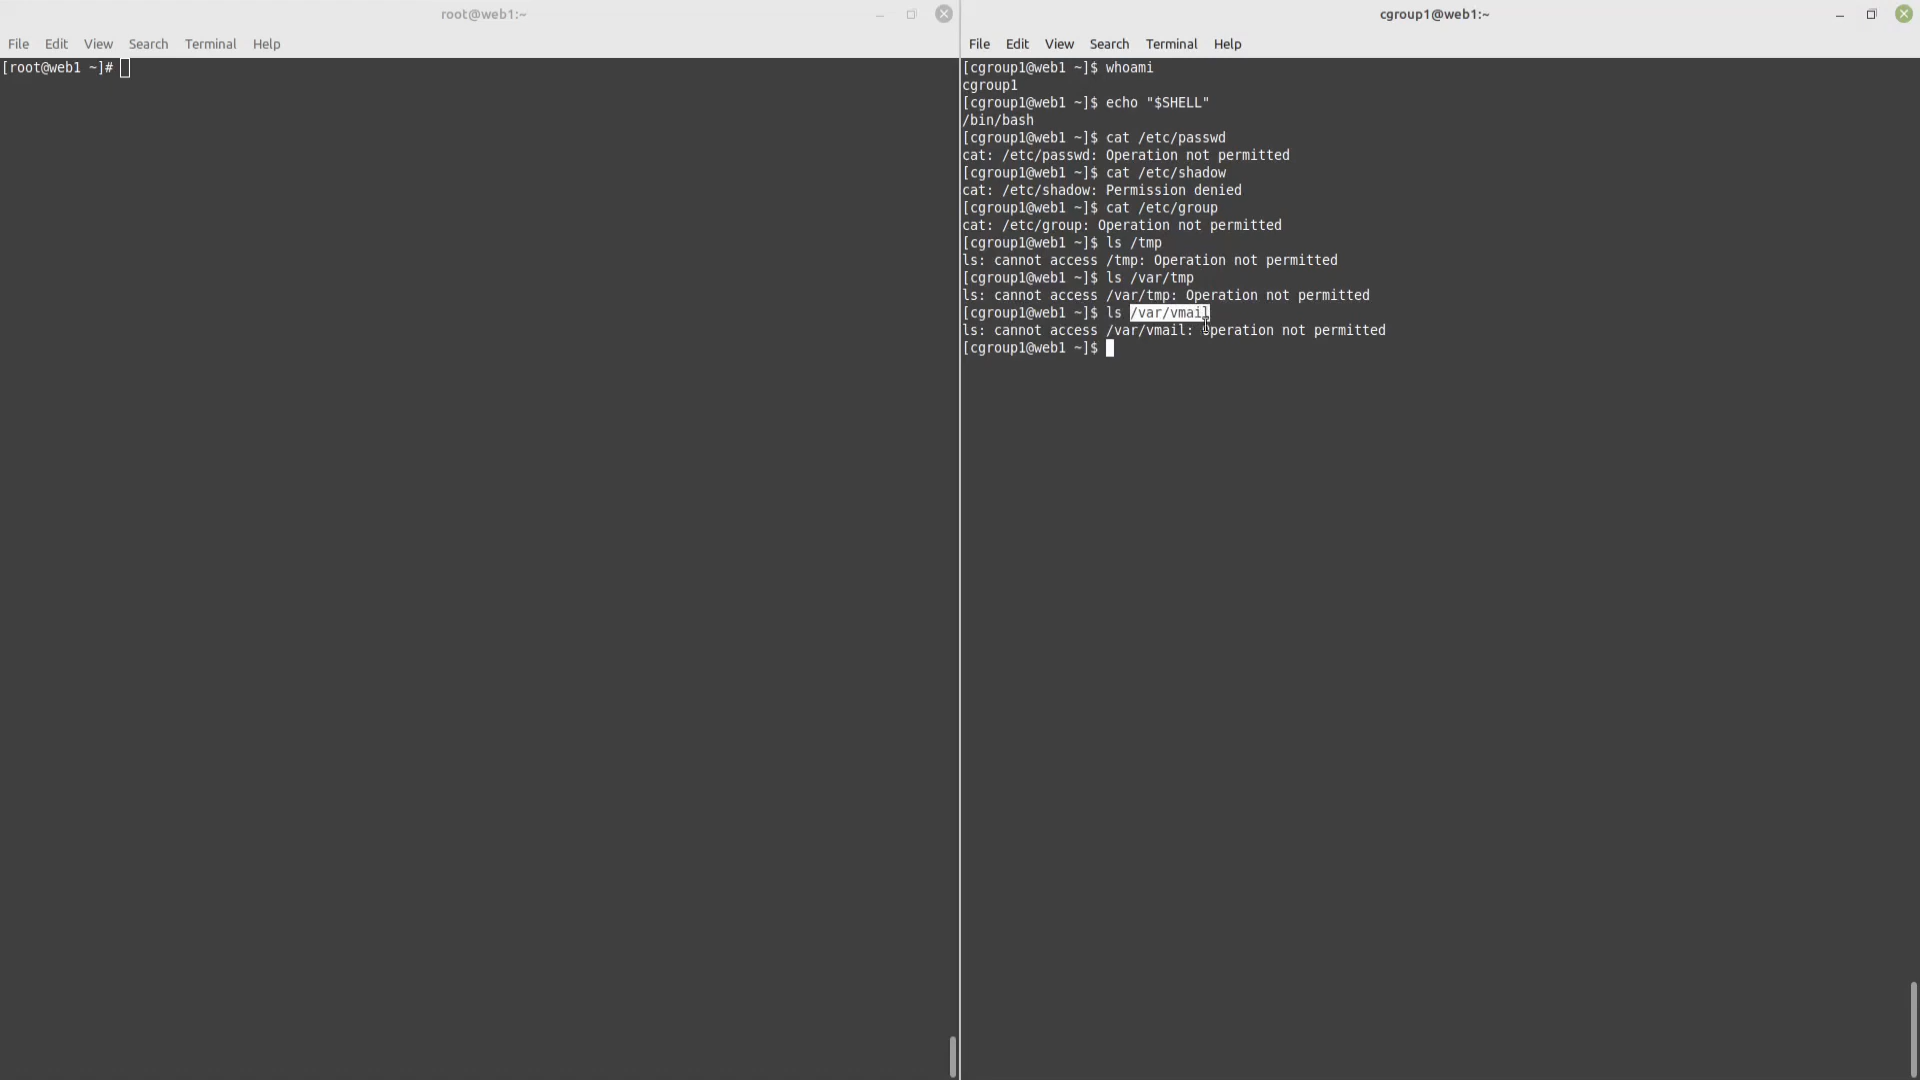 root@web1:~
File Edit View Search Terminal Help
[root@web1 ~]#
cgroup1@web1:~
File Edit View Search Terminal Help
[cgroup1@web1 ~]$ whoami
cgroup1
[cgroup1@web1 ~]$ echo "$SHELL"
/bin/bash
[cgroup1@web1 ~]$ cat /etc/passwd
cat: /etc/passwd: Operation not permitted
[cgroup1@web1 ~]$ cat /etc/shadow
cat: /etc/shadow: Permission denied
[cgroup1@web1 ~]$ cat /etc/group
cat: /etc/group: Operation not permitted
[cgroup1@web1 ~]$ ls /tmp
ls: cannot access /tmp: Operation not permitted
[cgroup1@web1 ~]$ ls /var/tmp
ls: cannot access /var/tmp: Operation not permitted
[cgroup1@web1 ~]$ ls /var/vmail
ls: cannot access /var/vmail: Operation not permitted
[cgroup1@web1 ~]$